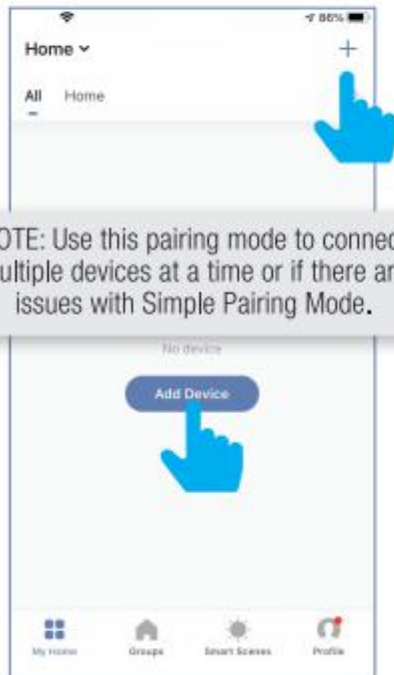 86%
Home
+
All Home
OTE: Use this pairing mode to connec
ultiple devices at a time or if there ar
issues with Simple Pairing Mode.
No device
Add Device
My Home Groups Smart Scenes Profile